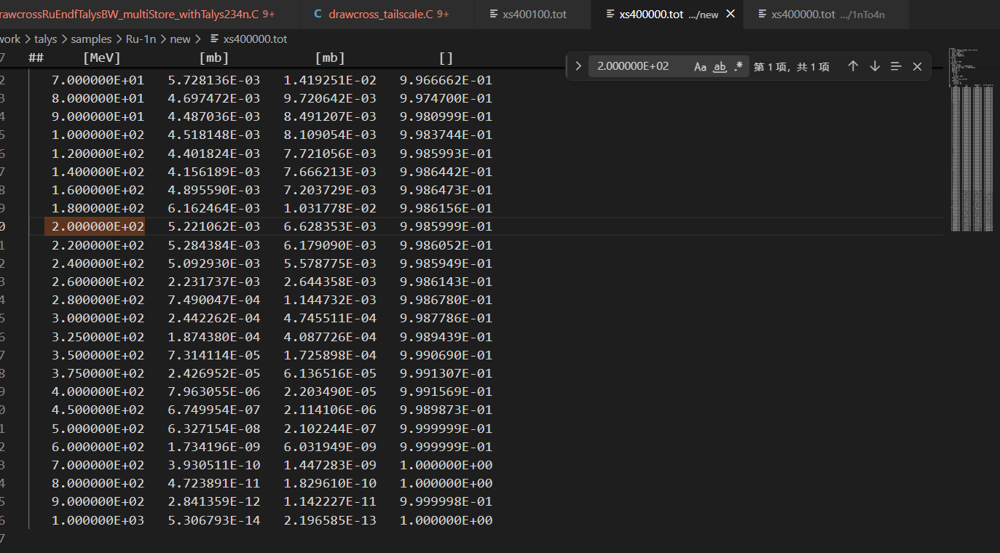 rawcrossRuEndfTalysBW_multiStore_withTalys234n.C 9+ C drawcross_tailscale.C 9+ xs400100.tot xs400000.tot .../new xs400000.tot .../1nTo4n
work > talys > samples > Ru-1n > new > xs400000.tot
7 ## [MeV] [mb] [mb] []
2.000000E+02 Aa ab .* 第 1 项，共 1 项
2 7.000000E+01 5.728136E-03 1.419251E-02 9.966662E-01
3 8.000000E+01 4.697472E-03 9.720642E-03 9.974700E-01
4 9.000000E+01 4.487036E-03 8.491207E-03 9.980999E-01
5 1.000000E+02 4.518148E-03 8.109054E-03 9.983744E-01
6 1.200000E+02 4.401824E-03 7.721056E-03 9.985993E-01
7 1.400000E+02 4.156189E-03 7.666213E-03 9.986442E-01
8 1.600000E+02 4.895590E-03 7.203729E-03 9.986473E-01
9 1.800000E+02 6.162464E-03 1.031778E-02 9.986156E-01
0 2.000000E+02 5.221062E-03 6.628353E-03 9.985999E-01
1 2.200000E+02 5.284384E-03 6.179090E-03 9.986052E-01
2 2.400000E+02 5.092930E-03 5.578775E-03 9.985949E-01
3 2.600000E+02 2.231737E-03 2.644358E-03 9.986143E-01
4 2.800000E+02 7.490047E-04 1.144732E-03 9.986780E-01
5 3.000000E+02 2.442262E-04 4.745511E-04 9.987786E-01
6 3.250000E+02 1.874380E-04 4.087726E-04 9.989439E-01
7 3.500000E+02 7.314114E-05 1.725898E-04 9.990690E-01
8 3.750000E+02 2.426952E-05 6.136516E-05 9.991307E-01
9 4.000000E+02 7.963055E-06 2.203490E-05 9.991569E-01
0 4.500000E+02 6.749954E-07 2.114106E-06 9.989873E-01
1 5.000000E+02 6.327154E-08 2.102244E-07 9.999999E-01
2 6.000000E+02 1.734196E-09 6.031949E-09 9.999999E-01
3 7.000000E+02 3.930511E-10 1.447283E-09 1.000000E+00
4 8.000000E+02 4.723891E-11 1.829610E-10 1.000000E+00
5 9.000000E+02 2.841359E-12 1.142227E-11 9.999998E-01
6 1.000000E+03 5.306793E-14 2.196585E-13 1.000000E+00
7